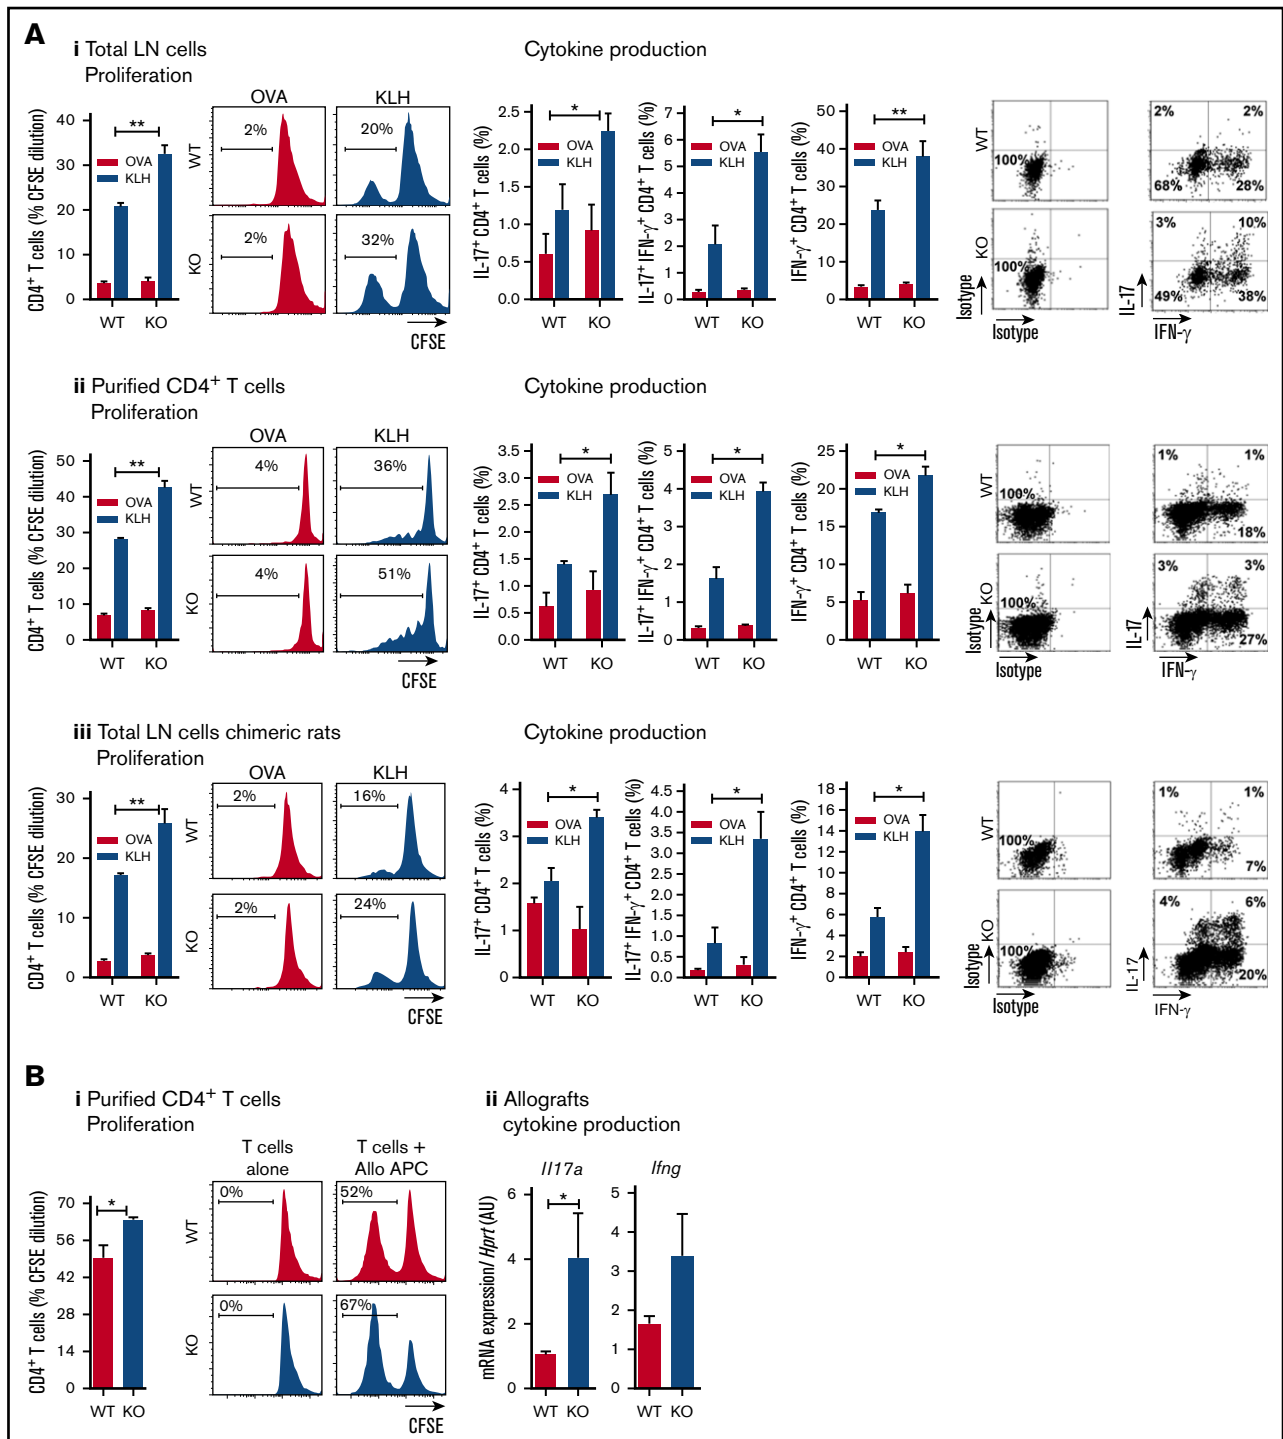 A
i Total LN cells
Proliferation
Cytokine production
CD4+ T cells (% CFSE dilution)
40
30
20
10
0
**
OVA
KLH
WT KO
OVA KLH
WT
2%
20%
KO
2%
32%
CFSE
IL-17+ CD4+ T cells (%)
2.5
2.0
1.5
1.0
0.5
0.0
*
OVA
KLH
WT KO
IL-17+ IFN-γ+ CD4+ T cells (%)
7
6
5
4
3
2
1
0
*
OVA
KLH
WT KO
IFN-γ+ CD4+ T cells (%)
50
40
30
20
10
0
**
OVA
KLH
WT KO
WT
100%
KO
100%
Isotype
Isotype
2% 2%
68% 28%
3% 10%
49% 38%
IL-17
IFN-γ
ii Purified CD4+ T cells
Proliferation
Cytokine production
CD4+ T cells (% CFSE dilution)
50
40
30
20
10
0
**
OVA
KLH
WT KO
OVA KLH
WT
4%
36%
KO
4%
51%
CFSE
IL-17+ CD4+ T cells (%)
3.5
3.0
2.5
2.0
1.5
1.0
0.5
0.0
*
OVA
KLH
WT KO
IL-17+ IFN-γ+ CD4+ T cells (%)
5
4
3
2
1
0
*
OVA
KLH
WT KO
IFN-γ+ CD4+ T cells (%)
25
20
15
10
5
0
*
OVA
KLH
WT KO
WT
100%
KO
100%
Isotype
Isotype
1% 1%
18%
3% 3%
27%
IL-17
IFN-γ
iii Total LN cells chimeric rats
Proliferation
Cytokine production
CD4+ T cells (% CFSE dilution)
30
20
10
0
**
OVA
KLH
WT KO
OVA KLH
WT
2%
16%
KO
2%
24%
CFSE
IL-17+ CD4+ T cells (%)
4
3
2
1
0
*
OVA
KLH
WT KO
IL-17+ IFN-γ+ CD4+ T cells (%)
4.5
4.0
3.5
3.0
2.5
2.0
1.5
1.0
0.5
0.0
*
OVA
KLH
WT KO
IFN-γ+ CD4+ T cells (%)
18
16
14
12
10
8
6
4
2
0
*
OVA
KLH
WT KO
WT
100%
KO
100%
Isotype
Isotype
1% 1%
7%
4% 6%
20%
IL-17
IFN-γ
B
i Purified CD4+ T cells
Proliferation
CD4+ T cells (% CFSE dilution)
70
56
42
28
14
0
*
WT KO
T cells
alone
T cells +
Allo APC
WT
0%
52%
KO
0%
67%
CFSE
ii Allografts
cytokine production
mRNA expression/ Hprt (AU)
Il17a
6
4
2
0
*
WT KO
Ifng
5
4
3
2
1
0
WT KO